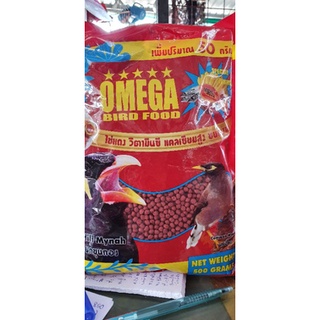 เพิ่มปริมาณ 50 กรัม
OMEGA
BIRD FOOD
ไข่แดง วิตามินซี แคลเซียมสูง
Mynah
NET WEIGHT
500 GRAMS